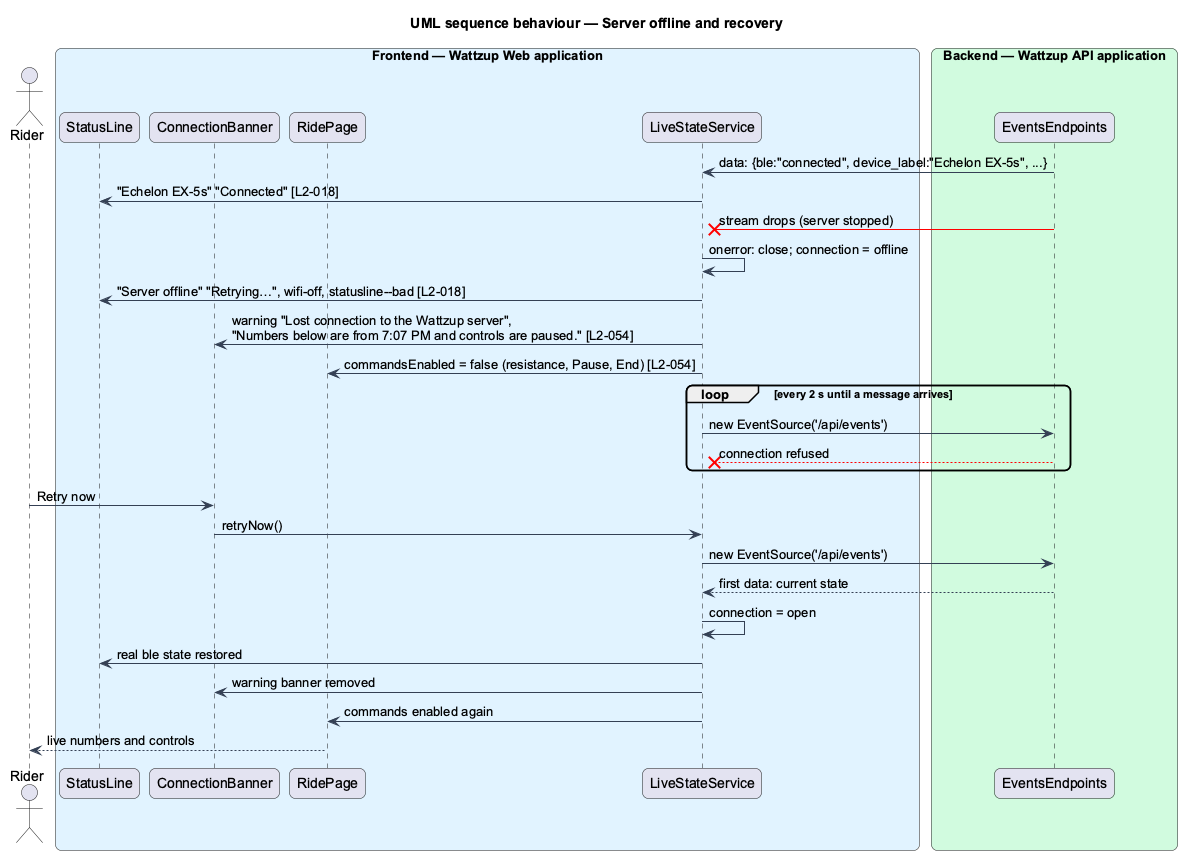 UML sequence behaviour — Server offline and recovery
Frontend — Wattzup Web application
Backend — Wattzup API application
Rider
StatusLine
ConnectionBanner
RidePage
LiveStateService
EventsEndpoints
data: {ble:"connected", device_label:"Echelon EX-5s", ...}
"Echelon EX-5s" "Connected" [L2-018]
stream drops (server stopped)
onerror: close; connection = offline
"Server offline" "Retrying…", wifi-off, statusline--bad [L2-018]
warning "Lost connection to the Wattzup server",
"Numbers below are from 7:07 PM and controls are paused." [L2-054]
commandsEnabled = false (resistance, Pause, End) [L2-054]
loop
[every 2 s until a message arrives]
new EventSource('/api/events')
connection refused
Retry now
retryNow()
new EventSource('/api/events')
first data: current state
connection = open
real ble state restored
warning banner removed
commands enabled again
live numbers and controls
Rider
StatusLine
ConnectionBanner
RidePage
LiveStateService
EventsEndpoints